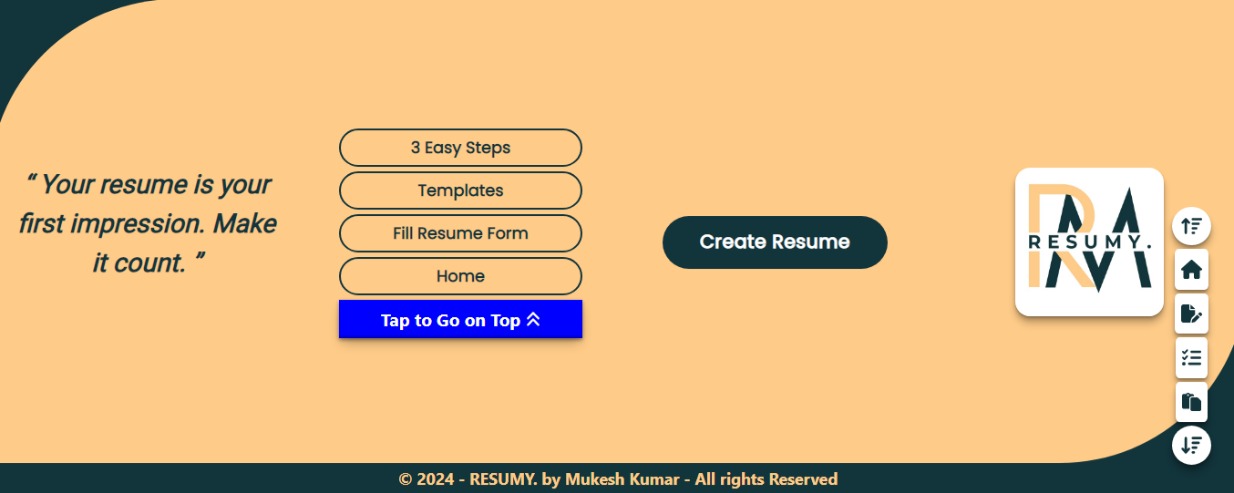 “ Your resume is your
first impression. Make
it count. ”
3 Easy Steps
Templates
Fill Resume Form
Home
Tap to Go on Top
Create Resume
RESUMY.
© 2024 - RESUMY. by Mukesh Kumar - All rights Reserved